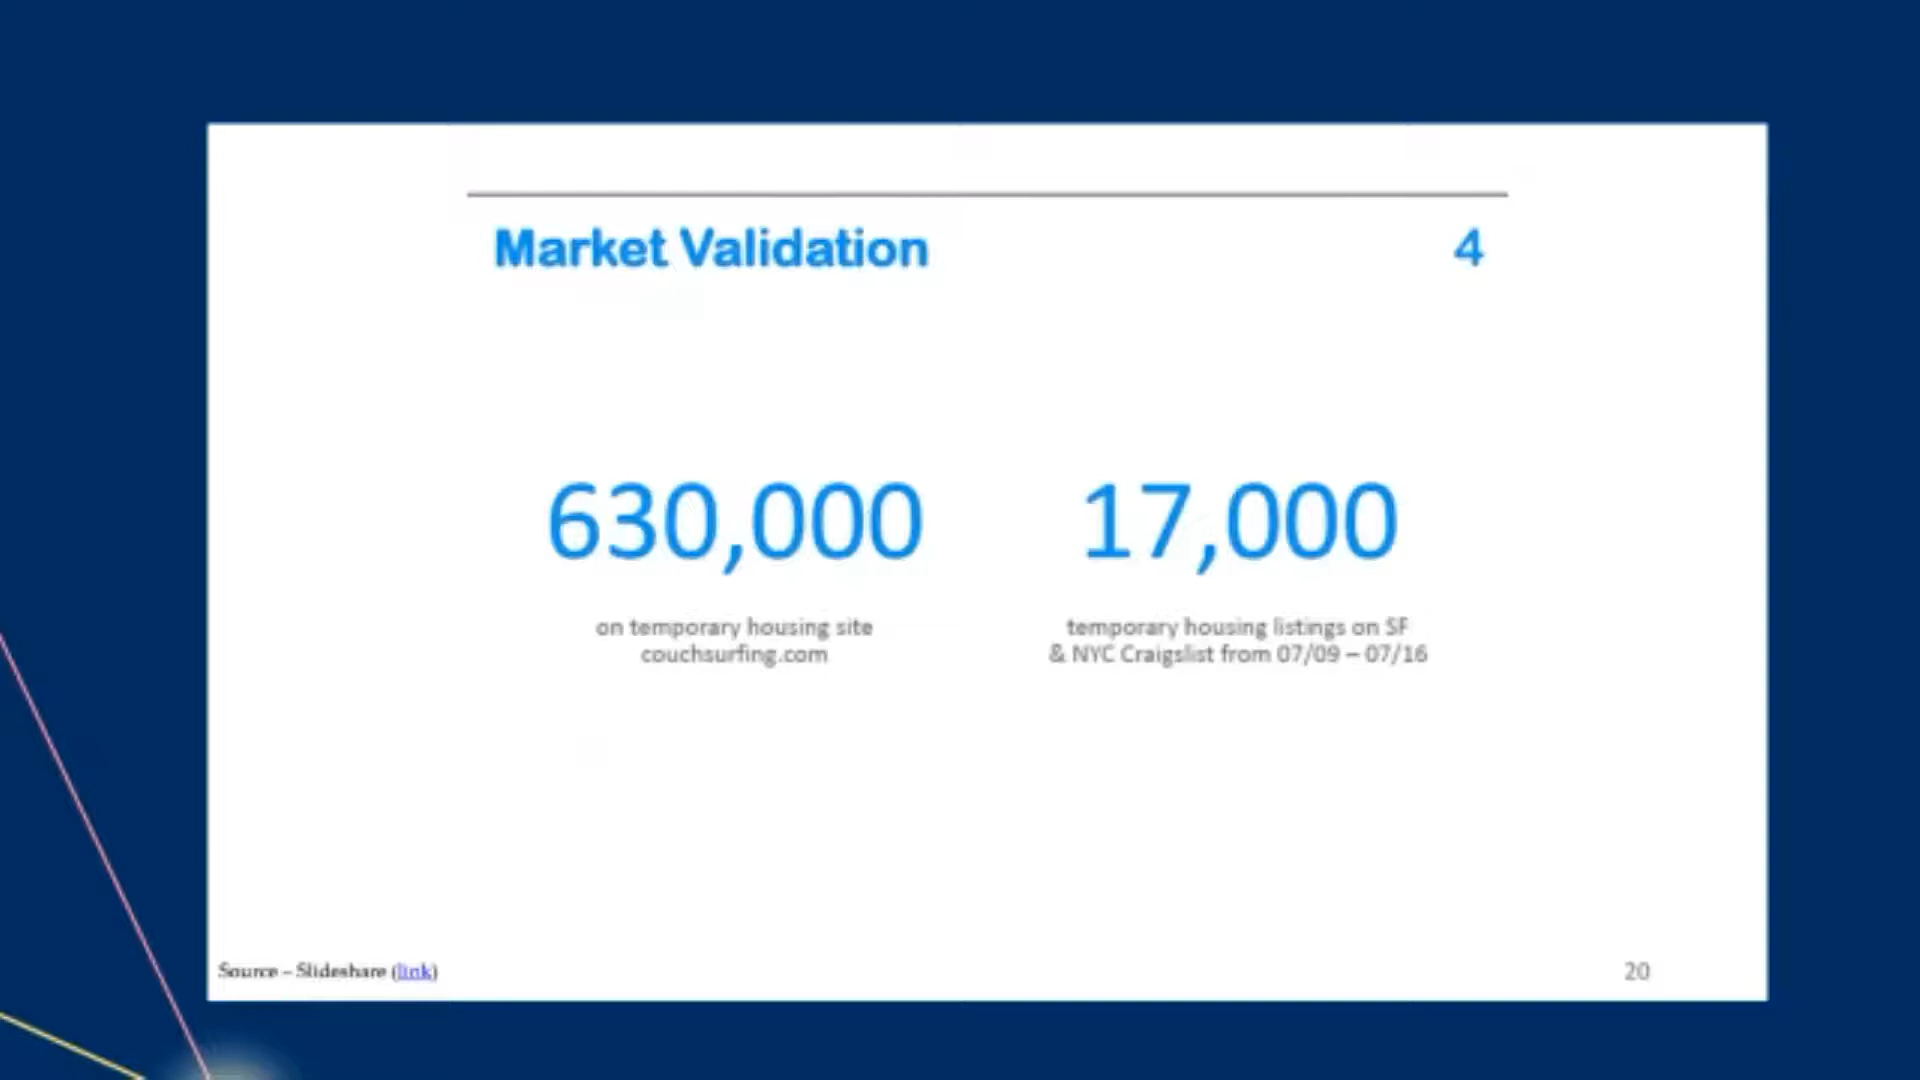 Market Validation 4
630,000 17,000
on temporary housing site temporary housing listings on SF
couchsurfing.com & NYC Craigslist from 07/09 – 07/16
Source – Slideshare (link) 20